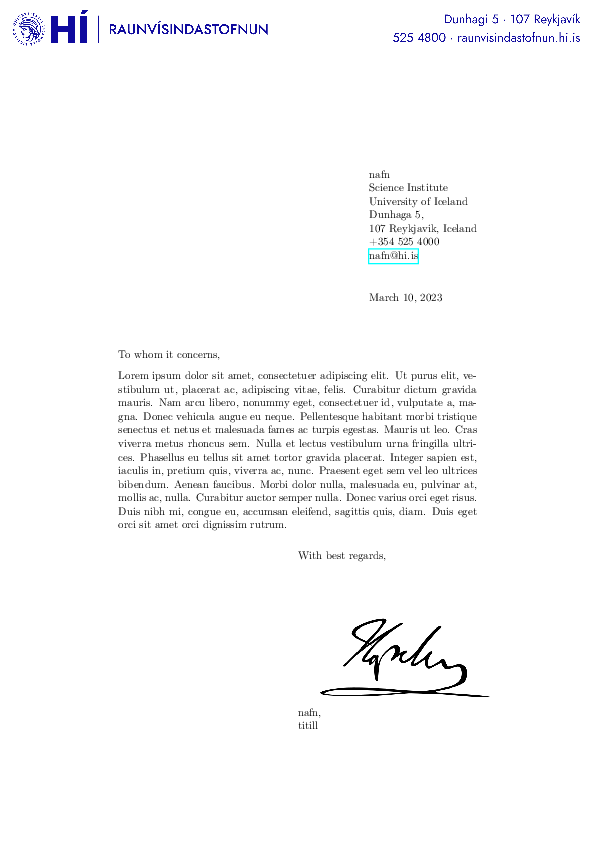 HÍ RAUNVÍSINDASTOFNUN
Dunhagi 5 · 107 Reykjavík
525 4800 · raunvisindastofnun.hi.is
nafn
Science Institute
University of Iceland
Dunhaga 5,
107 Reykjavik, Iceland
+354 525 4000
nafn@hi.is
March 10, 2023
To whom it concerns,
Lorem ipsum dolor sit amet, consectetuer adipiscing elit. Ut purus elit, ve-
stibulum ut, placerat ac, adipiscing vitae, felis. Curabitur dictum gravida
mauris. Nam arcu libero, nonummy eget, consectetuer id, vulputate a, ma-
gna. Donec vehicula augue eu neque. Pellentesque habitant morbi tristique
senectus et netus et malesuada fames ac turpis egestas. Mauris ut leo. Cras
viverra metus rhoncus sem. Nulla et lectus vestibulum urna fringilla ultri-
ces. Phasellus eu tellus sit amet tortor gravida placerat. Integer sapien est,
iaculis in, pretium quis, viverra ac, nunc. Praesent eget sem vel leo ultrices
bibendum. Aenean faucibus. Morbi dolor nulla, malesuada eu, pulvinar at,
mollis ac, nulla. Curabitur auctor semper nulla. Donec varius orci eget risus.
Duis nibh mi, congue eu, accumsan eleifend, sagittis quis, diam. Duis eget
orci sit amet orci dignissim rutrum.
With best regards,
nafn,
titill